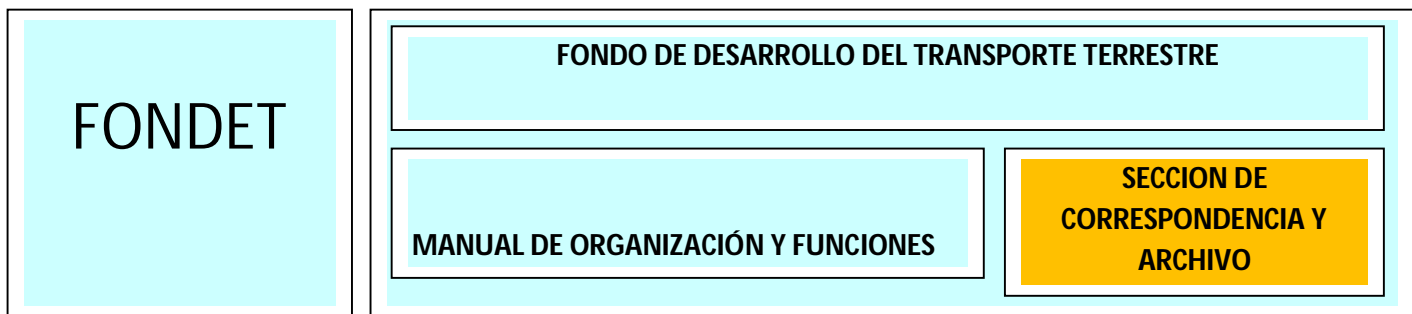 FONDET
FONDO DE DESARROLLO DEL TRANSPORTE TERRESTRE
MANUAL DE ORGANIZACIÓN Y FUNCIONES
SECCION DE
CORRESPONDENCIA Y
ARCHIVO